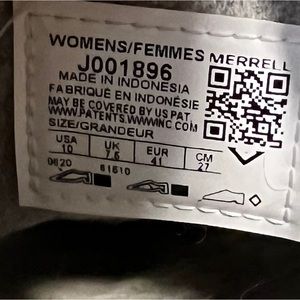 WOMENS/FEMMES MERRELL
J001896
MADE IN INDONESIA
FABRIQUÉ EN INDONÉSIE
MAY BE COVERED BY US PAT
WWW.PATENTS.WWWINC.COM
SIZE/GRANDEUR
USA UK EUR CM
10 7.5 41 27
0620 61510